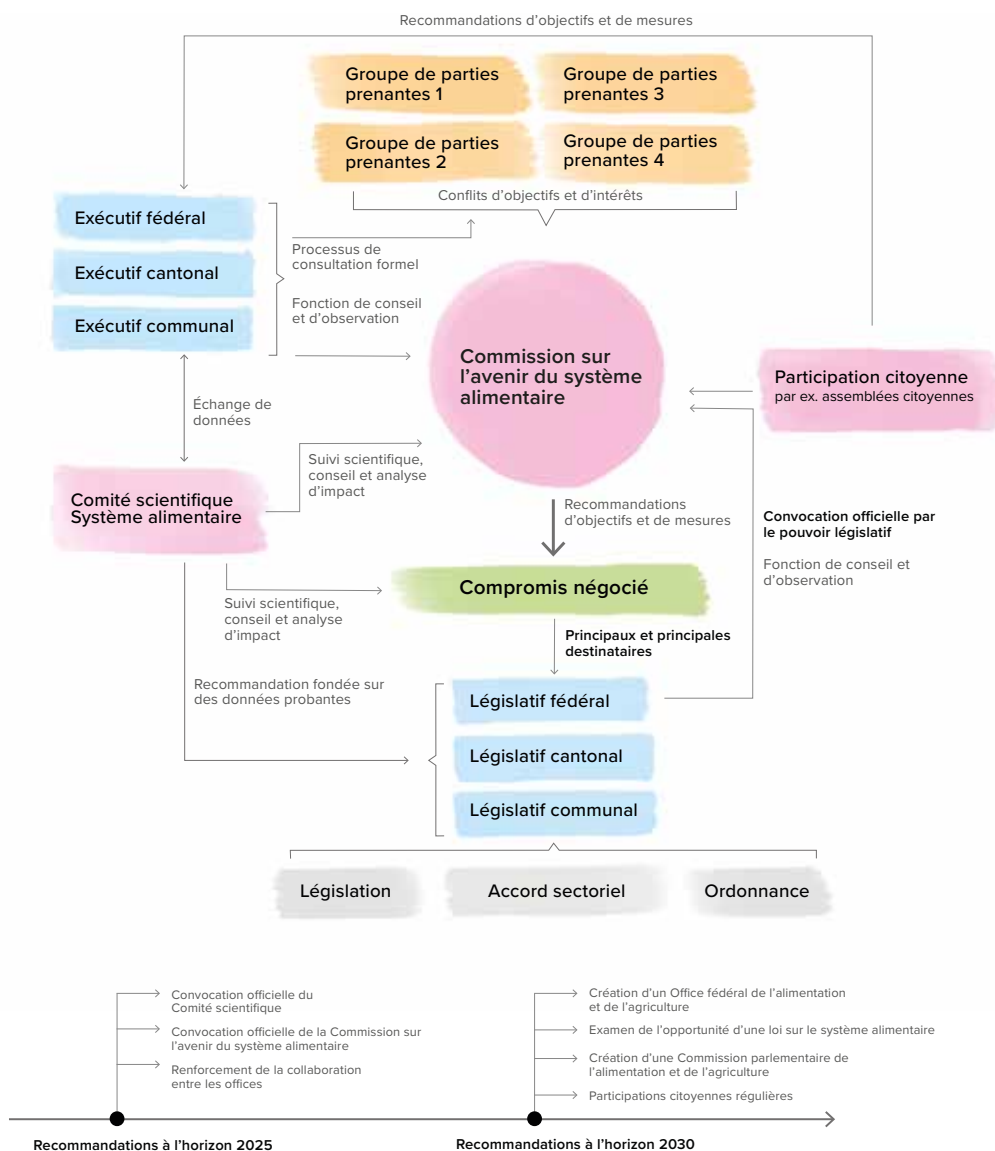 Recommandations d'objectifs et de mesures
Groupe de parties
prenantes 1
Groupe de parties
prenantes 3
Groupe de parties
prenantes 2
Groupe de parties
prenantes 4
Conflits d'objectifs et d'intérêts
Exécutif fédéral
Exécutif cantonal
Exécutif communal
Processus de
consultation formel
Fonction de conseil
et d'observation
Commission sur
l'avenir du système
alimentaire
Participation citoyenne
par ex. assemblées citoyennes
Échange de
données
Suivi scientifique,
conseil et analyse
d'impact
Comité scientifique
Système alimentaire
Recommandations
d'objectifs et de mesures
Convocation officielle par
le pouvoir législatif
Fonction de conseil et
d'observation
Compromis négocié
Suivi scientifique,
conseil et analyse
d'impact
Principaux et principales
destinataires
Recommandation fondée sur
des données probantes
Législatif fédéral
Législatif cantonal
Législatif communal
Législation
Accord sectoriel
Ordonnance
Convocation officielle du
Comité scientifique
Convocation officielle de la Commission sur
l'avenir du système alimentaire
Renforcement de la collaboration
entre les offices
Création d'un Office fédéral de l'alimentation
et de l'agriculture
Examen de l'opportunité d'une loi sur le système alimentaire
Création d'une Commission parlementaire de
l'alimentation et de l'agriculture
Participations citoyennes régulières
Recommandations à l'horizon 2025
Recommandations à l'horizon 2030